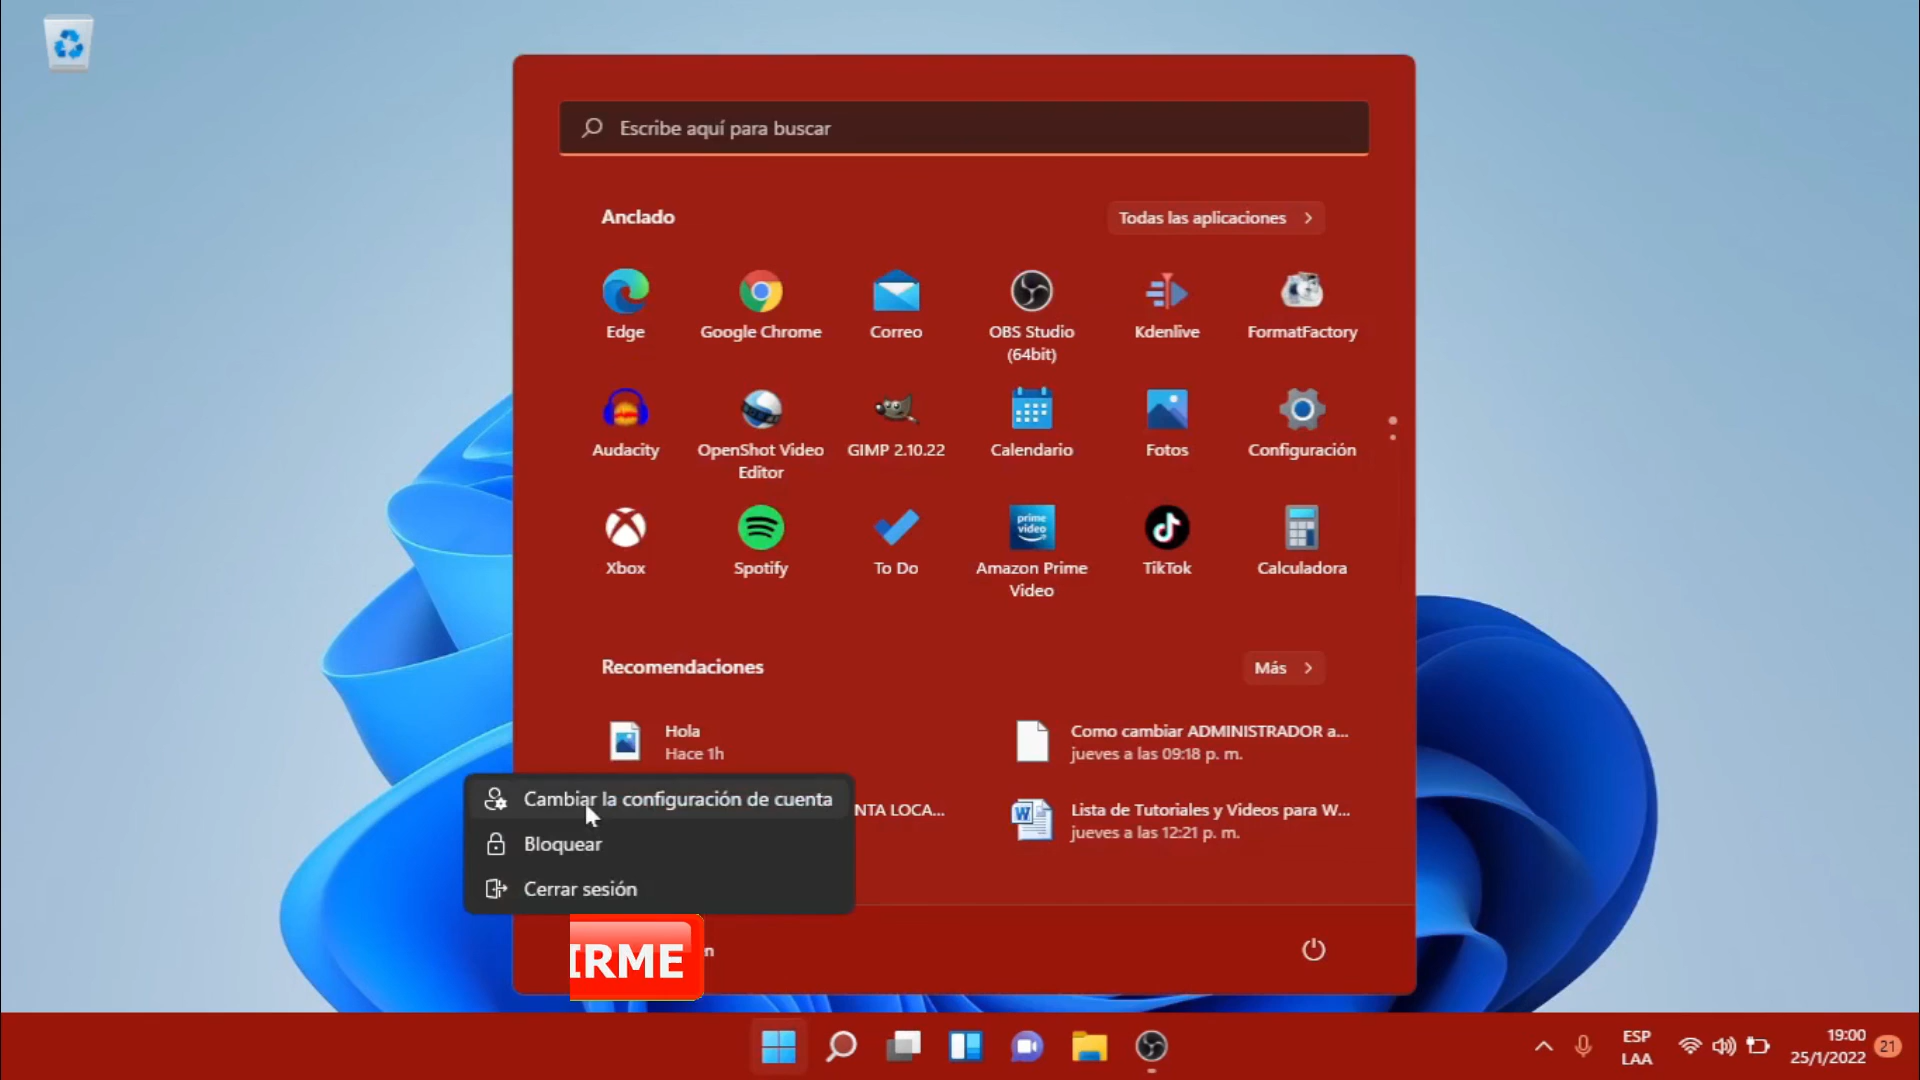 Escribe aquí para buscar
Anclado
Todas las aplicaciones
Edge
Google Chrome
Correo
OBS Studio
(64bit)
Kdenlive
FormatFactory
Audacity
OpenShot Video
Editor
GIMP 2.10.22
Calendario
Fotos
Configuración
Xbox
Spotify
To Do
prime
video
Amazon Prime
Video
TikTok
Calculadora
Recomendaciones
Más
Hola
Hace 1h
Como cambiar ADMINISTRADOR a...
jueves a las 09:18 p. m.
NTA LOCA...
Lista de Tutoriales y Videos para W...
jueves a las 12:21 p. m.
Cambiar la configuración de cuenta
Bloquear
Cerrar sesión
IRME
n
ESP
LAA
19:00
25/1/2022
21